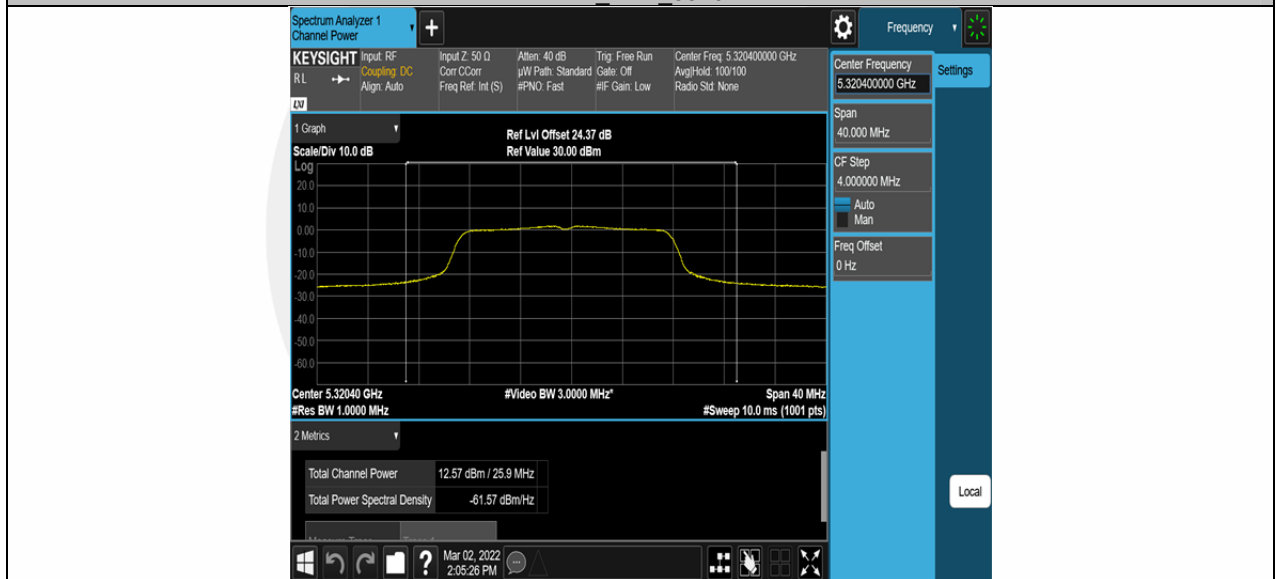 Spectrum Analyzer 1
Channel Power
+
Frequency
KEYSIGHT
RL
LXI
Input: RF
Coupling: DC
Align: Auto
Input Z: 50 Ω
Corr CCorr
Freq Ref: Int (S)
Atten: 40 dB
µW Path: Standard
#PNO: Fast
Trig: Free Run
Gate: Off
#IF Gain: Low
Center Freq: 5.320400000 GHz
Avg|Hold: 100/100
Radio Std: None
Center Frequency
5.320400000 GHz
Settings
Span
40.000 MHz
CF Step
4.000000 MHz
Auto
Man
Freq Offset
0 Hz
Local
1 Graph
Scale/Div 10.0 dB
Ref Lvl Offset 24.37 dB
Ref Value 30.00 dBm
Log
20.0
10.0
0.00
-10.0
-20.0
-30.0
-40.0
-50.0
-60.0
Center 5.32040 GHz
#Video BW 3.0000 MHz*
Span 40 MHz
#Res BW 1.0000 MHz
#Sweep 10.0 ms (1001 pts)
2 Metrics
Total Channel Power 12.57 dBm / 25.9 MHz
Total Power Spectral Density -61.57 dBm/Hz
?
Mar 02, 2022
2:05:26 PM